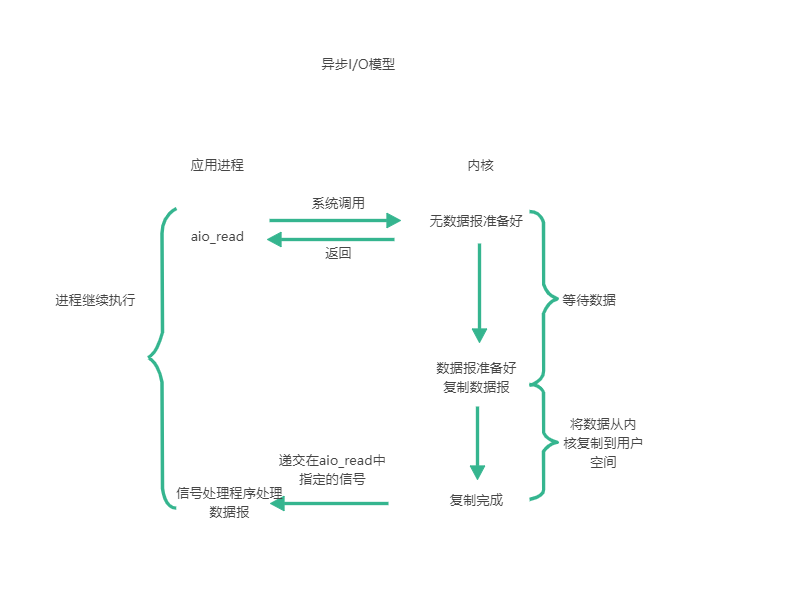 异步I/O模型
应用进程
内核
系统调用
无数据报准备好
aio_read
返回
进程继续执行
等待数据
数据报准备好
复制数据报
将数据从内
核复制到用户
空间
递交在aio_read中
指定的信号
信号处理程序处理
数据报
复制完成